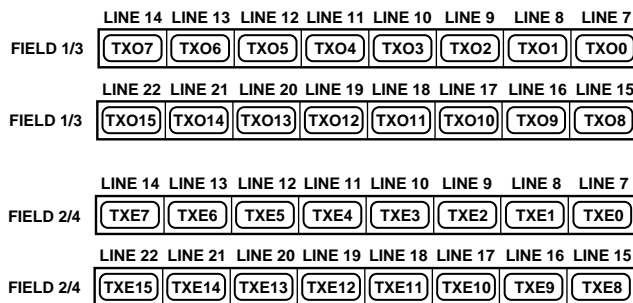 LINE 14 LINE 13 LINE 12 LINE 11 LINE 10 LINE 9 LINE 8 LINE 7
FIELD 1/3 TXO7 TXO6 TXO5 TXO4 TXO3 TXO2 TXO1 TXO0
LINE 22 LINE 21 LINE 20 LINE 19 LINE 18 LINE 17 LINE 16 LINE 15
FIELD 1/3 TXO15 TXO14 TXO13 TXO12 TXO11 TXO10 TXO9 TXO8
LINE 14 LINE 13 LINE 12 LINE 11 LINE 10 LINE 9 LINE 8 LINE 7
FIELD 2/4 TXE7 TXE6 TXE5 TXE4 TXE3 TXE2 TXE1 TXE0
LINE 22 LINE 21 LINE 20 LINE 19 LINE 18 LINE 17 LINE 16 LINE 15
FIELD 2/4 TXE15 TXE14 TXE13 TXE12 TXE11 TXE10 TXE9 TXE8